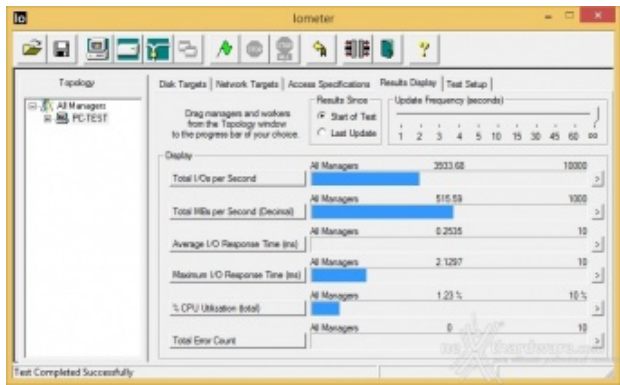 Io Iometer
Topology
All Managers
PC-TEST
Disk Targets Network Targets Access Specifications Results Display Test Setup
Drag managers and workers
from the Topology window
to the progress bar of your choice.
Results Since
Start of Test
Last Update
Update Frequency (seconds)
1 2 3 4 5 10 15 30 45 60 ∞
Display
All Managers 3933.68 10000
Total I/Os per Second >
All Managers 515.59 1000
Total MBs per Second (Decimal) >
All Managers 0.2535 10
Average I/O Response Time (ms) >
All Managers 2.1297 10
Maximum I/O Response Time (ms) >
All Managers 1.23 % 10 %
% CPU Utilization (total) >
All Managers 0 10
Total Error Count >
Test Completed Successfully